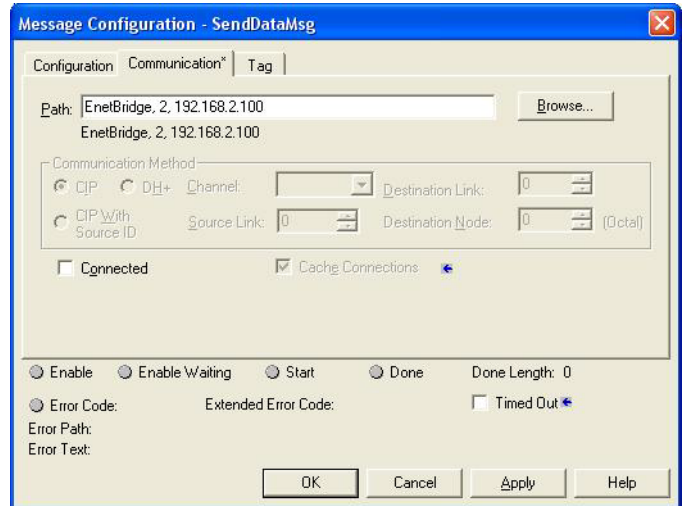 Message Configuration - SendDataMsg
Configuration Communication* Tag
Path: EnetBridge, 2, 192.168.2.100 Browse...
EnetBridge, 2, 192.168.2.100
Communication Method
CIP DH+ Channel: Destination Link: 0
CIP With Source ID Source Link: 0 Destination Node: 0 (Octal)
Connected Cache Connections
Enable Enable Waiting Start Done Done Length: 0
Error Code: Extended Error Code: Timed Out
Error Path:
Error Text:
OK Cancel Apply Help